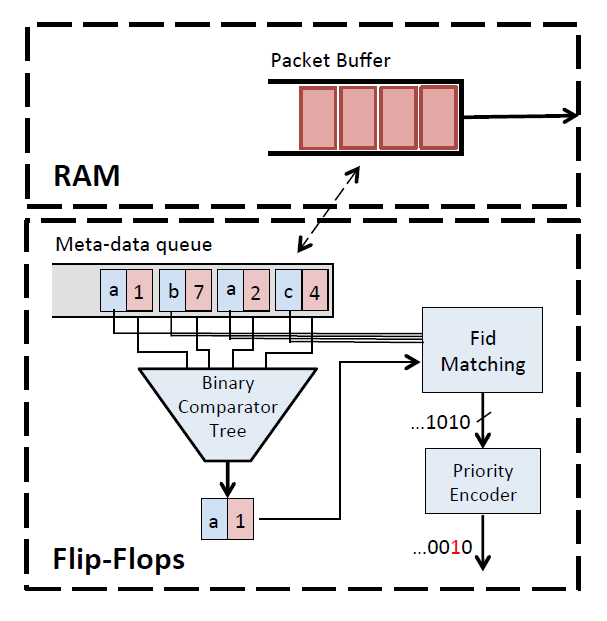 Packet Buffer
RAM
Meta-data queue
a 1 b 7 a 2 c 4
Fid
Matching
Binary
Comparator
Tree
...1010
Priority
Encoder
a 1
...0010
Flip-Flops